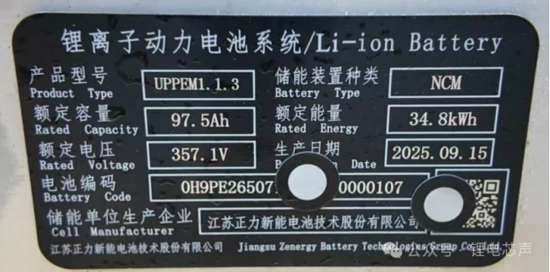 锂离子动力电池系统/Li-ion Battery
产品型号 UPPEM1.1.3 储能装置种类 NCM
Product Type Battery Type
额定容量 97.5Ah 额定能量 34.8kWh
Rated Capacity Rated Energy
额定电压 357.1V 生产日期 2025.09.15
Rated Voltage Date
电池编码 0H9PE26507 0000107
Battery Code
储能单位生产企业 江苏正力新能电池技术股份有限公司
Cell Manufacturer
江苏正力新能电池技术股份有限公司 Jiangsu Zenergy Battery Technologies Group Co.,Ltd.
公众号·锂电芯声